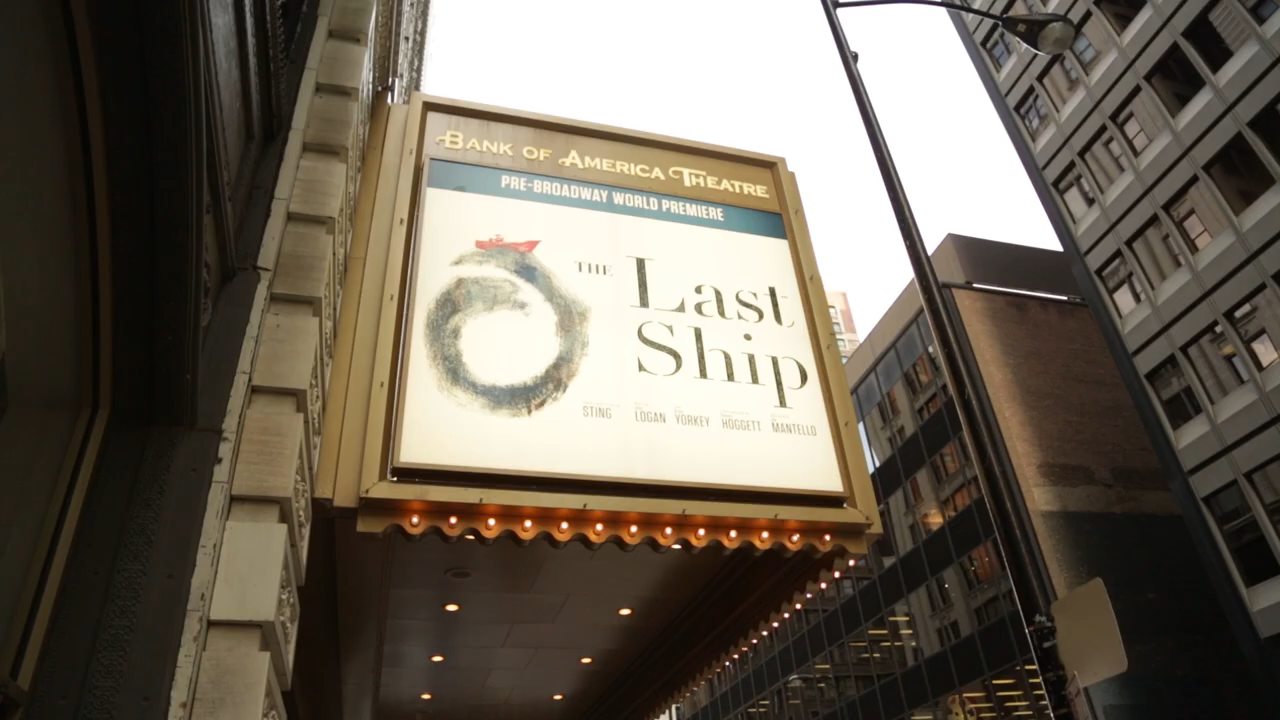 BANK OF AMERICA THEATRE
PRE-BROADWAY WORLD PREMIERE
THE
Last
Ship
STING LOGAN YORKEY HOGGETT MANTELLO